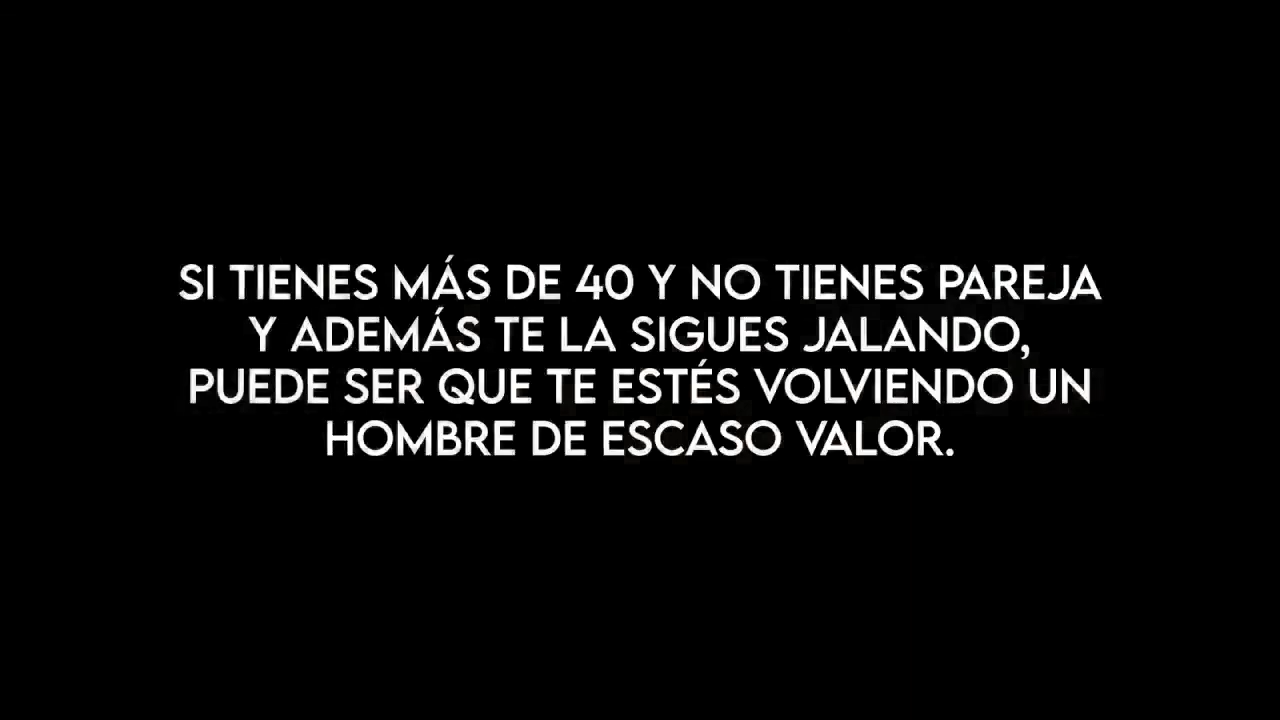 SI TIENES MÁS DE 40 Y NO TIENES PAREJA
Y ADEMÁS TE LA SIGUES JALANDO,
PUEDE SER QUE TE ESTÉS VOLVIENDO UN
HOMBRE DE ESCASO VALOR.